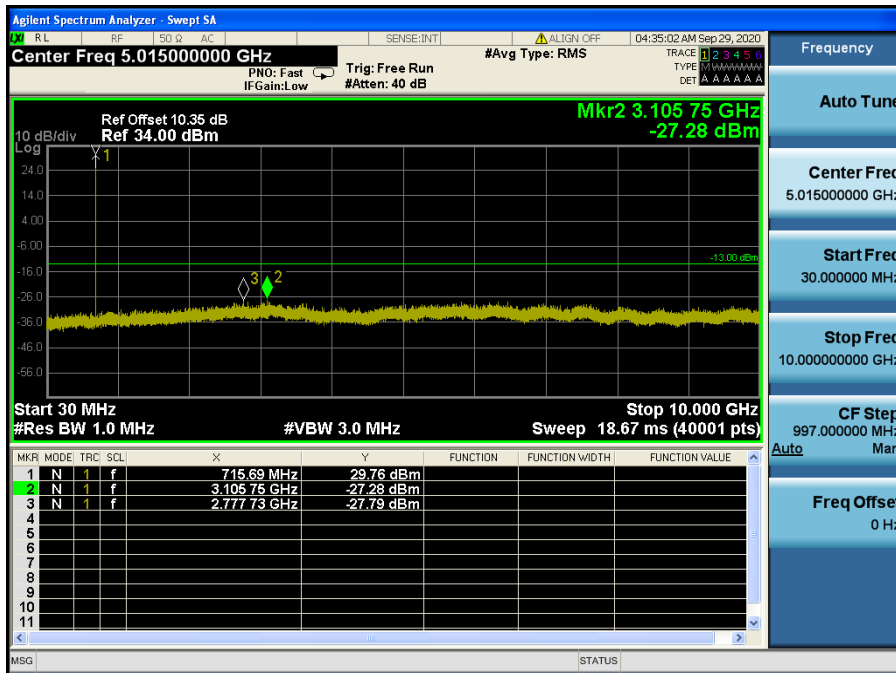 Agilent Spectrum Analyzer - Swept SA
LXI RL RF 50 Ω AC SENSE:INT ALIGN OFF 04:35:02 AM Sep 29, 2020
Center Freq 5.015000000 GHz
PNO: Fast
IFGain:Low
Trig: Free Run
#Atten: 40 dB
#Avg Type: RMS
TRACE 1 2 3 4 5 6
TYPE M W W W W W
DET A A A A A A
Mkr2 3.105 75 GHz
-27.28 dBm
Ref Offset 10.35 dB
10 dB/div Ref 34.00 dBm
Log
1
24.0
14.0
4.00
-6.00
-13.00 dBm
-16.0
3 2
-26.0
-36.0
-46.0
-56.0
Start 30 MHz Stop 10.000 GHz
#Res BW 1.0 MHz #VBW 3.0 MHz Sweep 18.67 ms (40001 pts)
MKR MODE TRC SCL X Y FUNCTION FUNCTION WIDTH FUNCTION VALUE
1 N 1 f 715.69 MHz 29.76 dBm
2 N 1 f 3.105 75 GHz -27.28 dBm
3 N 1 f 2.777 73 GHz -27.79 dBm
4
5
6
7
8
9
10
11
MSG STATUS
Frequency
Auto Tune
Center Freq
5.015000000 GHz
Start Freq
30.000000 MHz
Stop Freq
10.000000000 GHz
CF Step
997.000000 MHz
Auto Man
Freq Offset
0 Hz